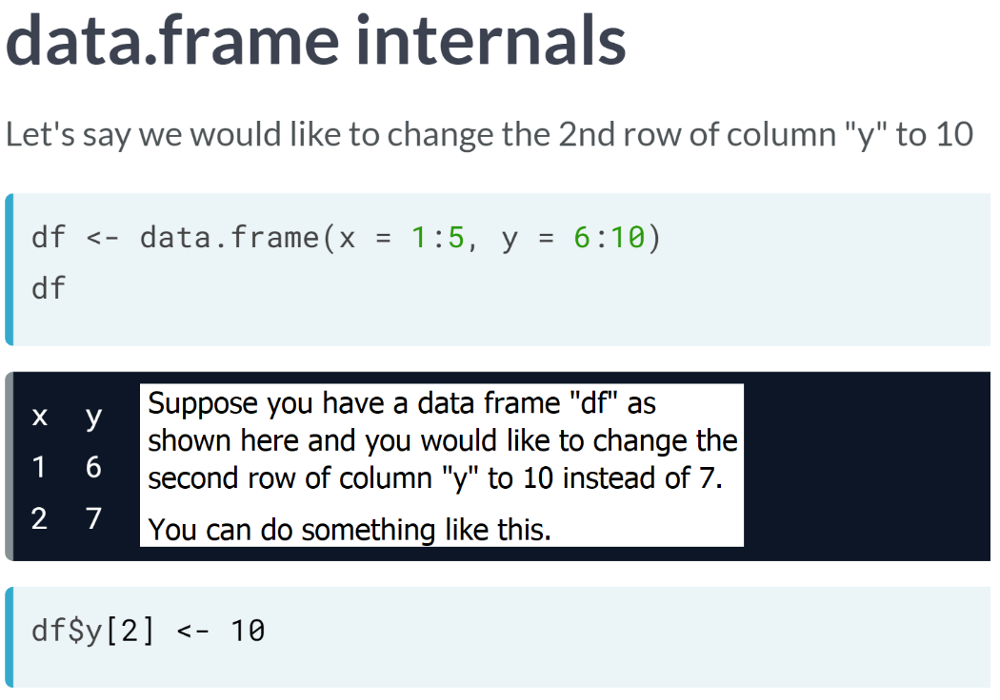 data.frame internals
Let's say we would like to change the 2nd row of column "y" to 10
df <- data.frame(x = 1:5, y = 6:10)
df
x y
1 6
2 7
Suppose you have a data frame "df" as
shown here and you would like to change the
second row of column "y" to 10 instead of 7.
You can do something like this.
df$y[2] <- 10